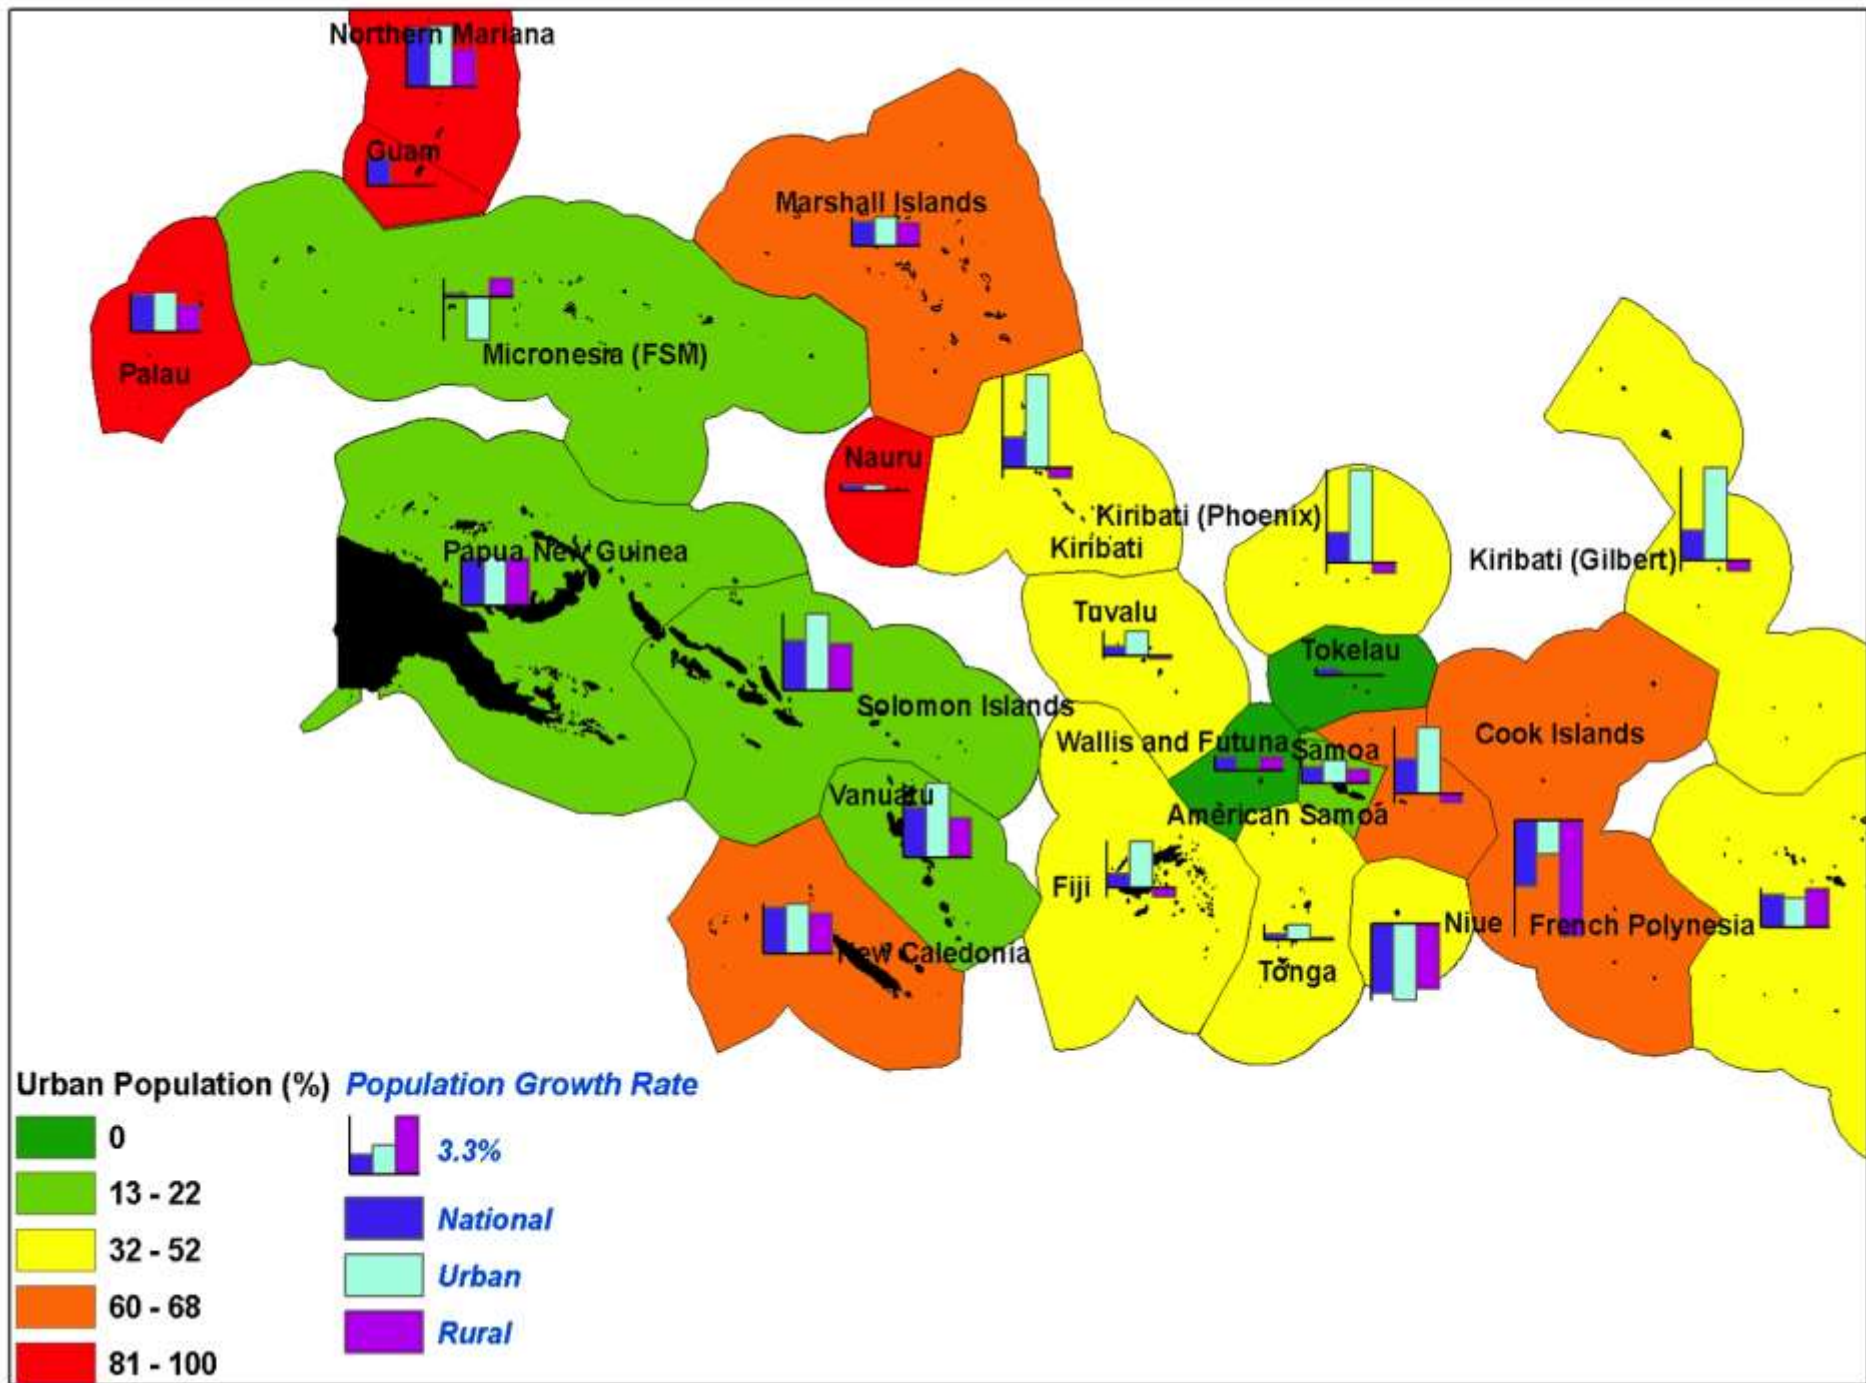 Northern Mariana
Guam
Marshall Islands
Micronesia (FSM)
Palau
Nauru
Kiribati (Phoenix)
Kiribati
Kiribati (Gilbert)
Papua New Guinea
Tuvalu
Tokelau
Solomon Islands
Wallis and Futuna
Samoa
Cook Islands
Vanuatu
American Samoa
Fiji
Niue
French Polynesia
New Caledonia
Tonga
Urban Population (%)
0
13 - 22
32 - 52
60 - 68
81 - 100
Population Growth Rate
3.3%
National
Urban
Rural